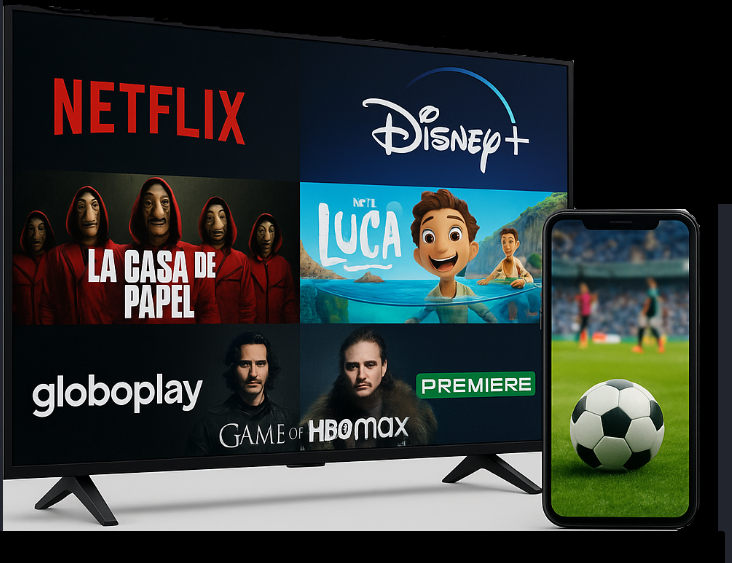 NETFLIX
DISNEY+
LA CASA DE
PAPEL
LUCA
globoplay
PREMIERE
GAME OF HBOmax